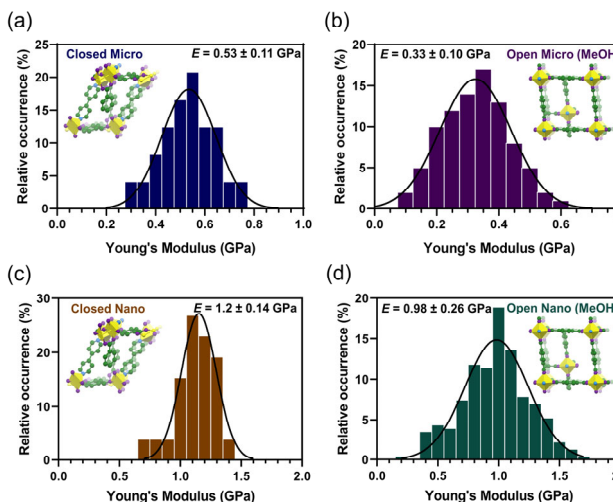 (a)
Closed Micro
E = 0.53 ± 0.11 GPa
Relative occurrence (%)
25
20
15
10
5
0
0.0 0.2 0.4 0.6 0.8 1.0
Young's Modulus (GPa)
(b)
E = 0.33 ± 0.10 GPa
Open Micro (MeOH
Relative occurrence (%)
20
15
10
5
0
0.0 0.2 0.4 0.6
Young's Modulus (GPa)
(c)
Closed Nano
E = 1.2 ± 0.14 GPa
Relative occurrence (%)
30
20
10
0
0.0 0.5 1.0 1.5 2.0
Young's Modulus (GPa)
(d)
E = 0.98 ± 0.26 GPa
Open Nano (MeOH
Relative occurrence (%)
20
15
10
5
0
0.0 0.5 1.0 1.5
Young's Modulus (GPa)